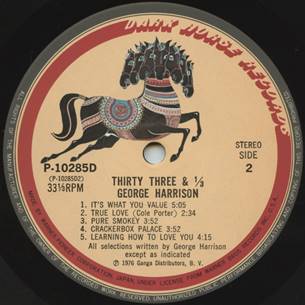 DARK HORSE RECORDS
P-10285D
(P-10285D2)
33⅓RPM
THIRTY THREE & ⅓
GEORGE HARRISON
STEREO
SIDE
2
1. IT'S WHAT YOU VALUE 5:05
2. TRUE LOVE (Cole Porter) 2:34
3. PURE SMOKEY 3:52
4. CRACKERBOX PALACE 3:52
5. LEARNING HOW TO LOVE YOU 4:15
All selections written by George Harrison
except as indicated
℗ 1976 Ganga Distributors, B. V.